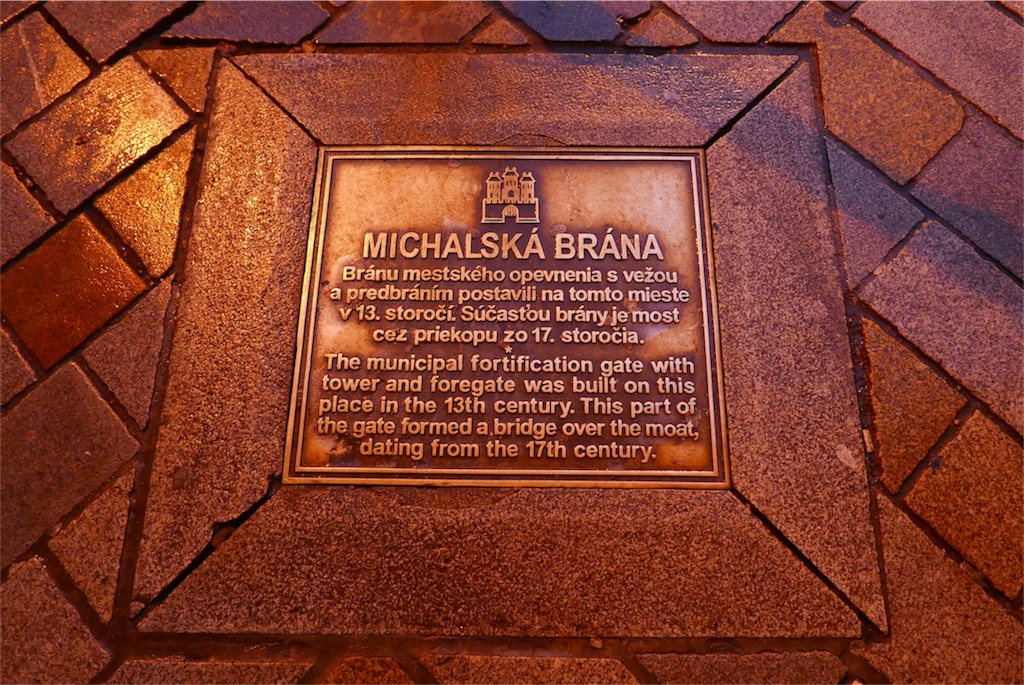 MICHALSKÁ BRÁNA
Bránu mestského opevnenia s vežou
a predbráním postavili na tomto mieste
v 13. storočí. Súčasťou brány je most
cez priekopu zo 17. storočia.
*
The municipal fortification gate with
tower and foregate was built on this
place in the 13th century. This part of
the gate formed a bridge over the moat,
dating from the 17th century.